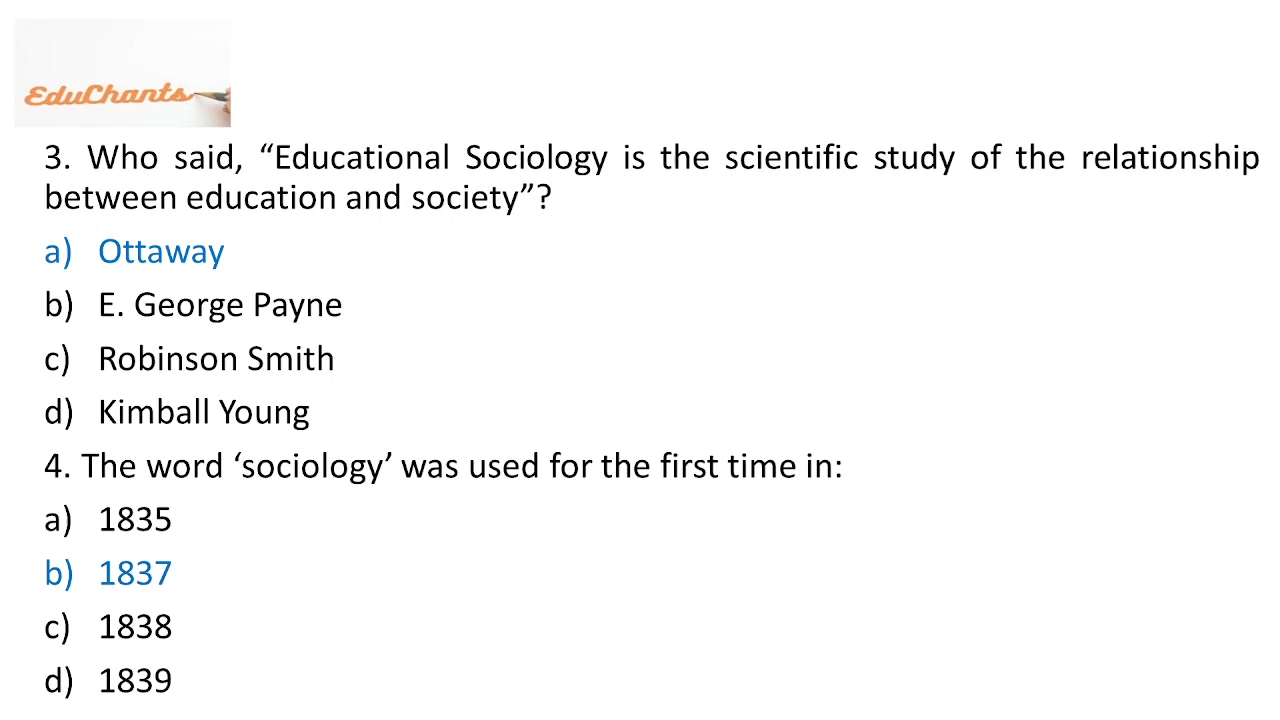 EduChants
3. Who said, “Educational Sociology is the scientific study of the relationship
between education and society”?
a) Ottaway
b) E. George Payne
c) Robinson Smith
d) Kimball Young
4. The word ‘sociology’ was used for the first time in:
a) 1835
b) 1837
c) 1838
d) 1839